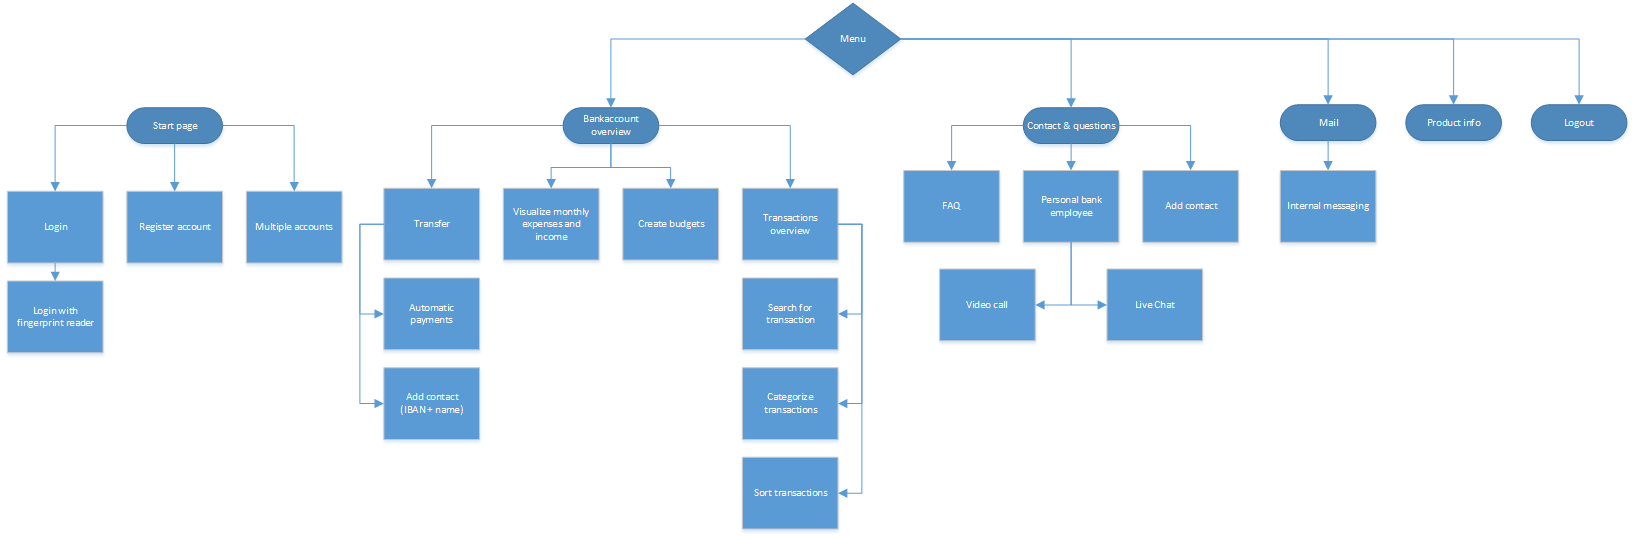 Menu
Start page
Bankaccount
overview
Contact & questions
Mail
Product info
Logout
Login
Register account
Multiple accounts
Transfer
Visualize monthly
expenses and
income
Create budgets
Transactions
overview
FAQ
Personal bank
employee
Add contact
Internal messaging
Login with
fingerprint reader
Automatic
payments
Search for
transaction
Video call
Live Chat
Add contact
(IBAN + name)
Categorize
transactions
Sort transactions